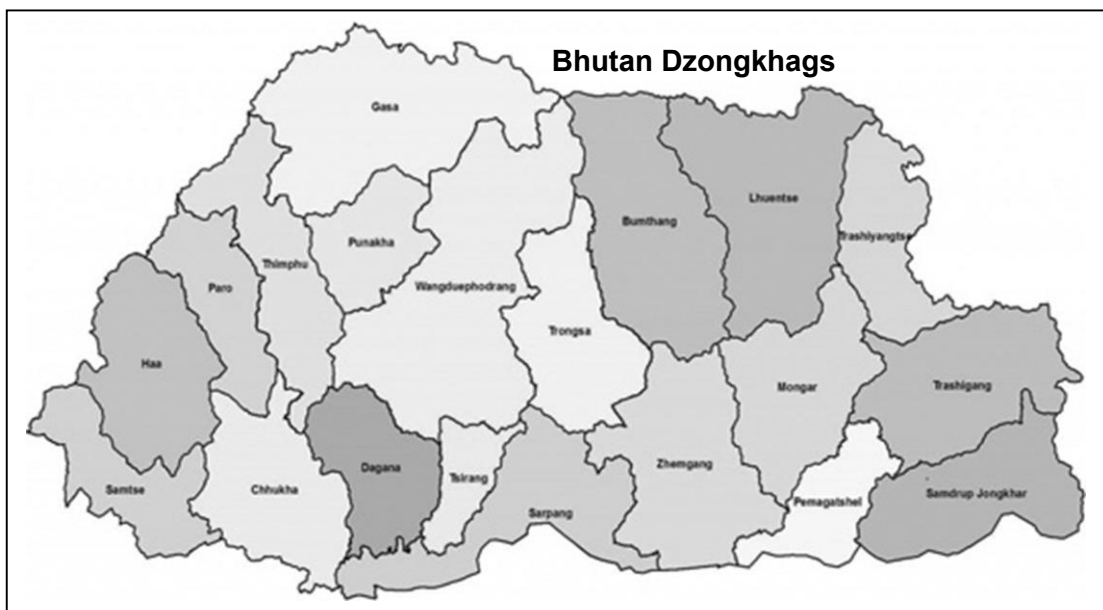 Bhutan Dzongkhags
Gasa
Lhuentse
Bumthang
Trashiyangtse
Punakha
Thimphu
Paro
Wangduephodrang
Trongsa
Haa
Mongar
Trashigang
Zhemgang
Dagana
Tsirang
Samtse
Chhukha
Samdrup Jongkhar
Pemagatshel
Sarpang